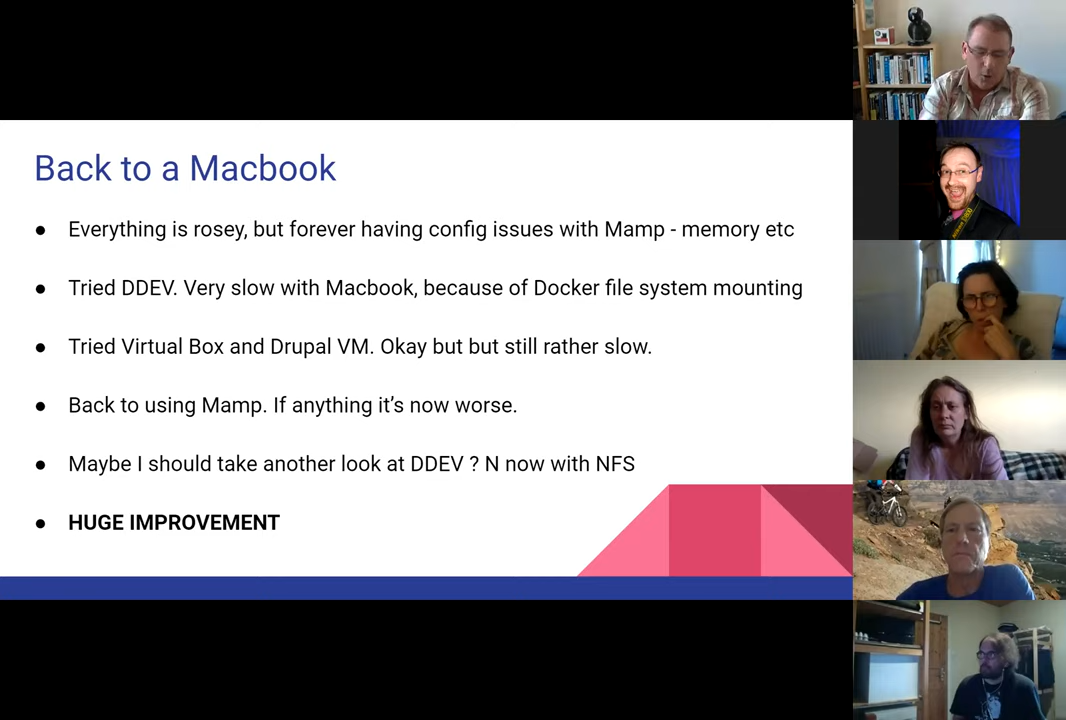 Back to a Macbook
● Everything is rosey, but forever having config issues with Mamp - memory etc
● Tried DDEV. Very slow with Macbook, because of Docker file system mounting
● Tried Virtual Box and Drupal VM. Okay but but still rather slow.
● Back to using Mamp. If anything it’s now worse.
● Maybe I should take another look at DDEV ? N now with NFS
● HUGE IMPROVEMENT